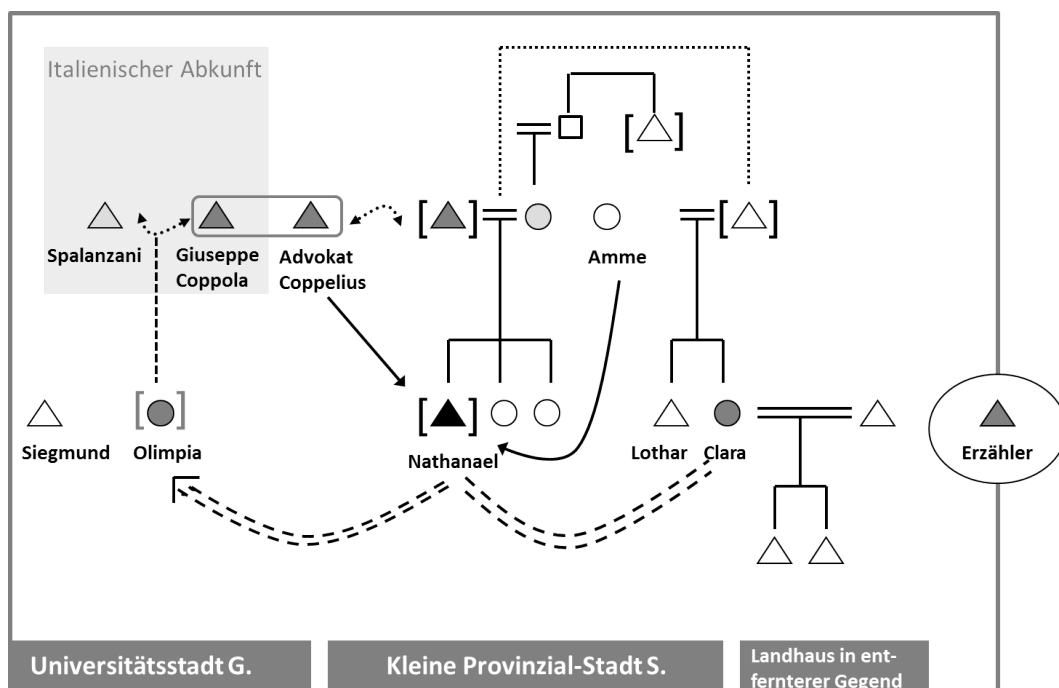 Italienischer Abkunft
Spalanzani
Giuseppe
Coppola
Advokat
Coppelius
Amme
Siegmund
Olimpia
Nathanael
Lothar
Clara
Erzähler
Universitätsstadt G.
Kleine Provinzial-Stadt S.
Landhaus in ent-
fernterer Gegend